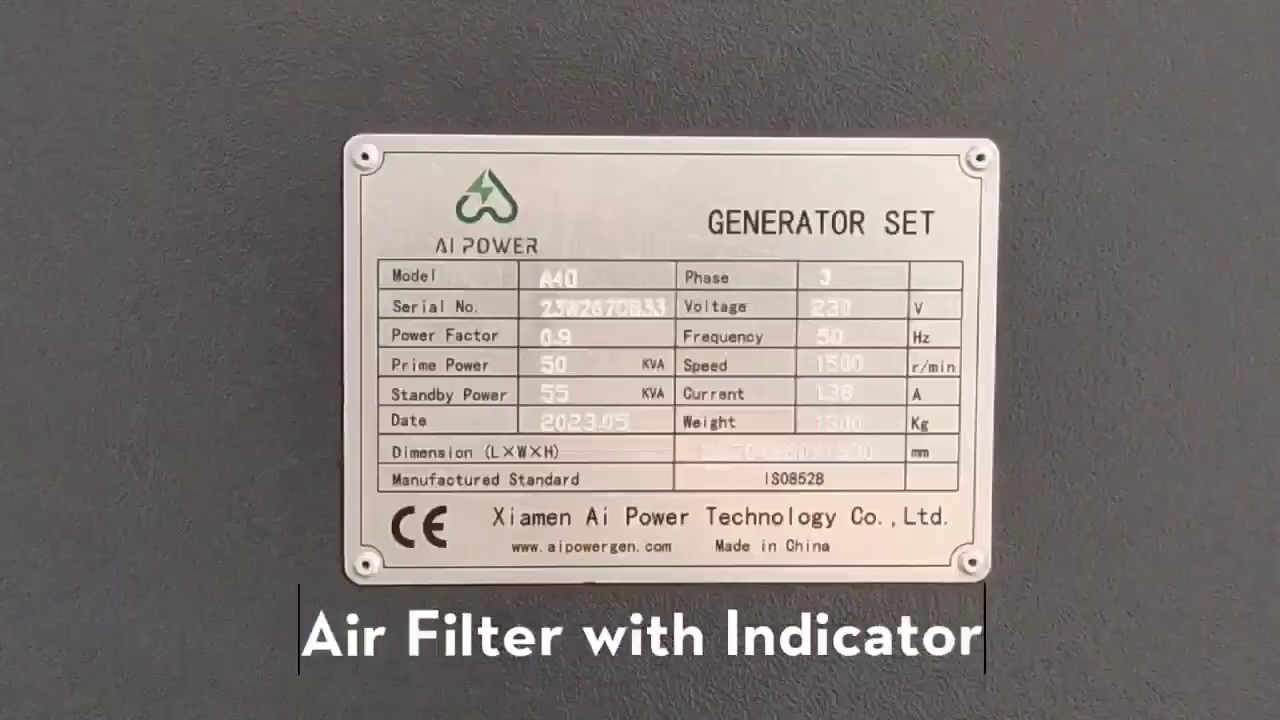 AI POWER
GENERATOR SET
Model A40 Phase 3
Serial No. Voltage 230 V
Power Factor 0.9 Frequency 50 Hz
Prime Power 50 KVA Speed 1500 r/min
Standby Power 55 KVA Current A
Date 2023.05 Weight Kg
Dimension (L×W×H) mm
Manufactured Standard ISO8528
CE Xiamen Ai Power Technology Co.,Ltd.
www.aipowergen.com Made in China
Air Filter with Indicator